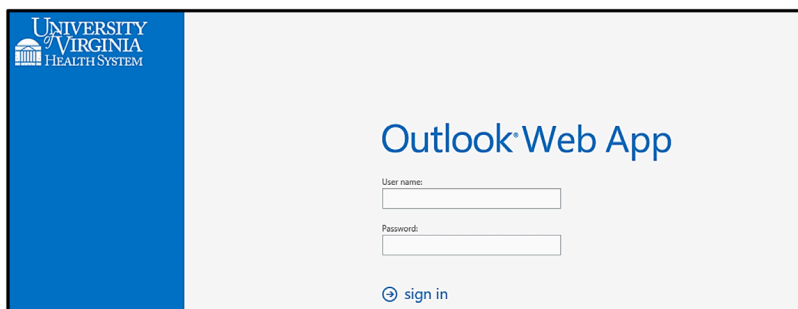 UNIVERSITY
of VIRGINIA
HEALTH SYSTEM
Outlook® Web App
User name:
Password:
sign in